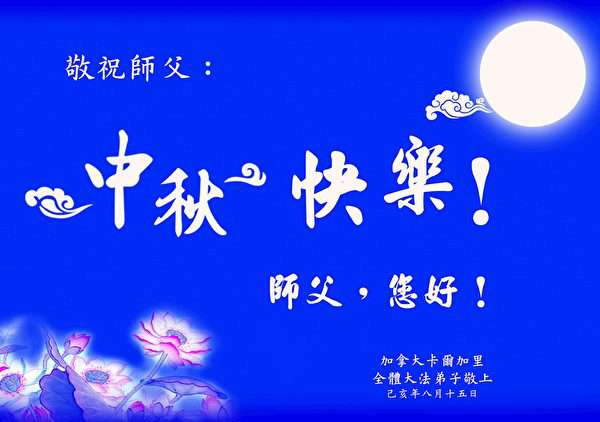 敬祝師父：
中秋快樂！
師父，您好！
加拿大卡爾加里
全體大法弟子敬上
己亥年八月十五日